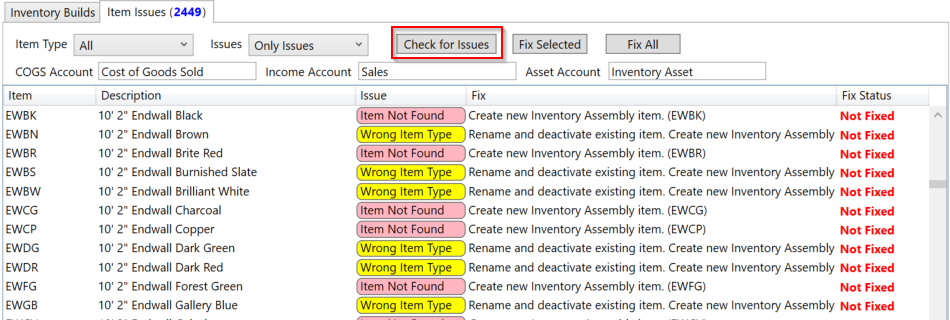 Inventory Builds Item Issues (2449)
Item Type All Issues Only Issues Check for Issues Fix Selected Fix All
COGS Account Cost of Goods Sold Income Account Sales Asset Account Inventory Asset
Item Description Issue Fix Fix Status
EWBK 10' 2" Endwall Black Item Not Found Create new Inventory Assembly item. (EWBK) Not Fixed
EWBN 10' 2" Endwall Brown Wrong Item Type Rename and deactivate existing item. Create new Inventory Assembly Not Fixed
EWBR 10' 2" Endwall Brite Red Item Not Found Create new Inventory Assembly item. (EWBR) Not Fixed
EWBS 10' 2" Endwall Burnished Slate Wrong Item Type Rename and deactivate existing item. Create new Inventory Assembly Not Fixed
EWBW 10' 2" Endwall Brilliant White Wrong Item Type Rename and deactivate existing item. Create new Inventory Assembly Not Fixed
EWCG 10' 2" Endwall Charcoal Item Not Found Create new Inventory Assembly item. (EWCG) Not Fixed
EWCP 10' 2" Endwall Copper Item Not Found Create new Inventory Assembly item. (EWCP) Not Fixed
EWDG 10' 2" Endwall Dark Green Wrong Item Type Rename and deactivate existing item. Create new Inventory Assembly Not Fixed
EWDR 10' 2" Endwall Dark Red Wrong Item Type Rename and deactivate existing item. Create new Inventory Assembly Not Fixed
EWFG 10' 2" Endwall Forest Green Item Not Found Create new Inventory Assembly item. (EWFG) Not Fixed
EWGB 10' 2" Endwall Gallery Blue Wrong Item Type Rename and deactivate existing item. Create new Inventory Assembly Not Fixed